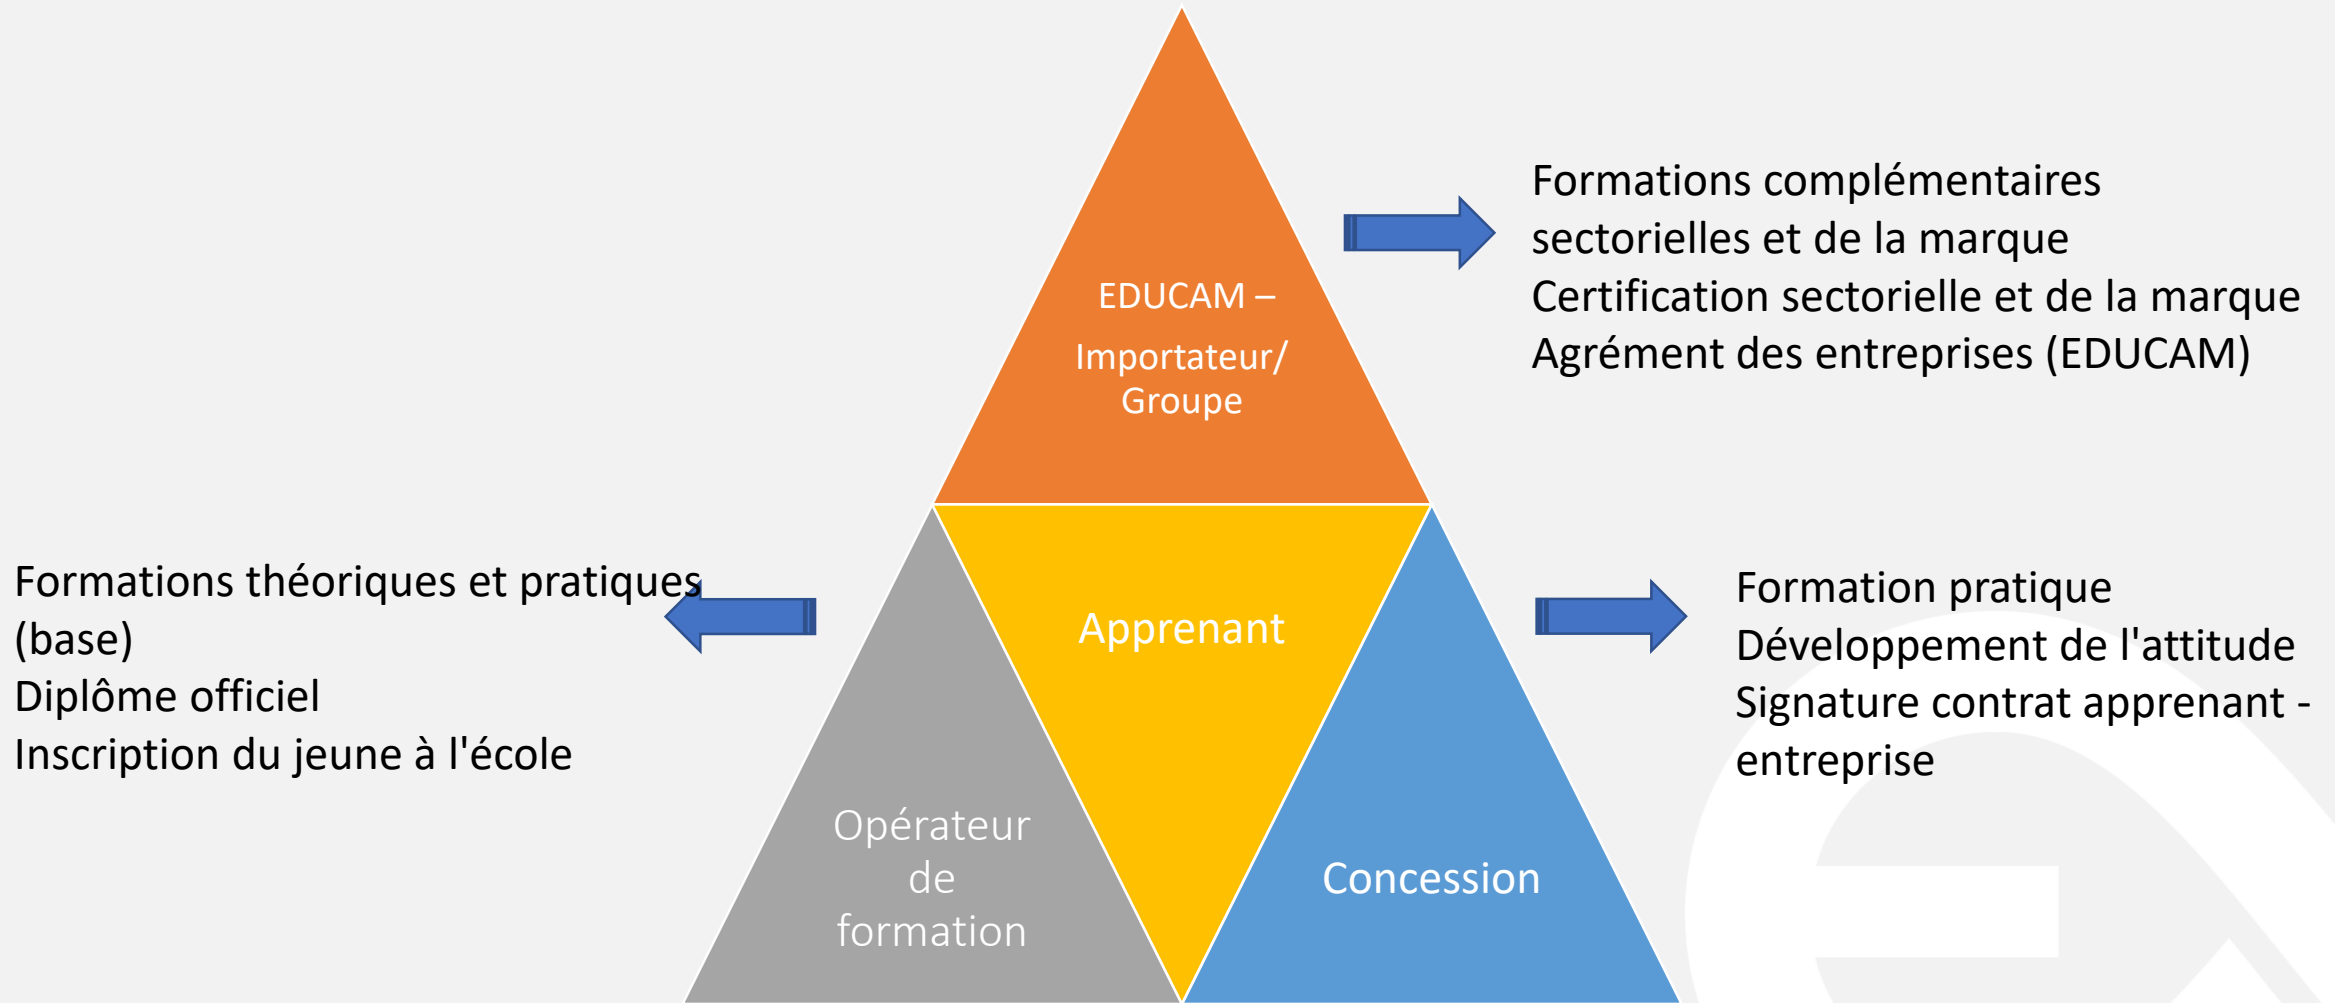 EDUCAM –
Importateur/
Groupe
Formations complémentaires
sectorielles et de la marque
Certification sectorielle et de la marque
Agrément des entreprises (EDUCAM)
Formations théoriques et pratiques
(base)
Diplôme officiel
Inscription du jeune à l'école
Apprenant
Opérateur
de
formation
Concession
Formation pratique
Développement de l'attitude
Signature contrat apprenant -
entreprise